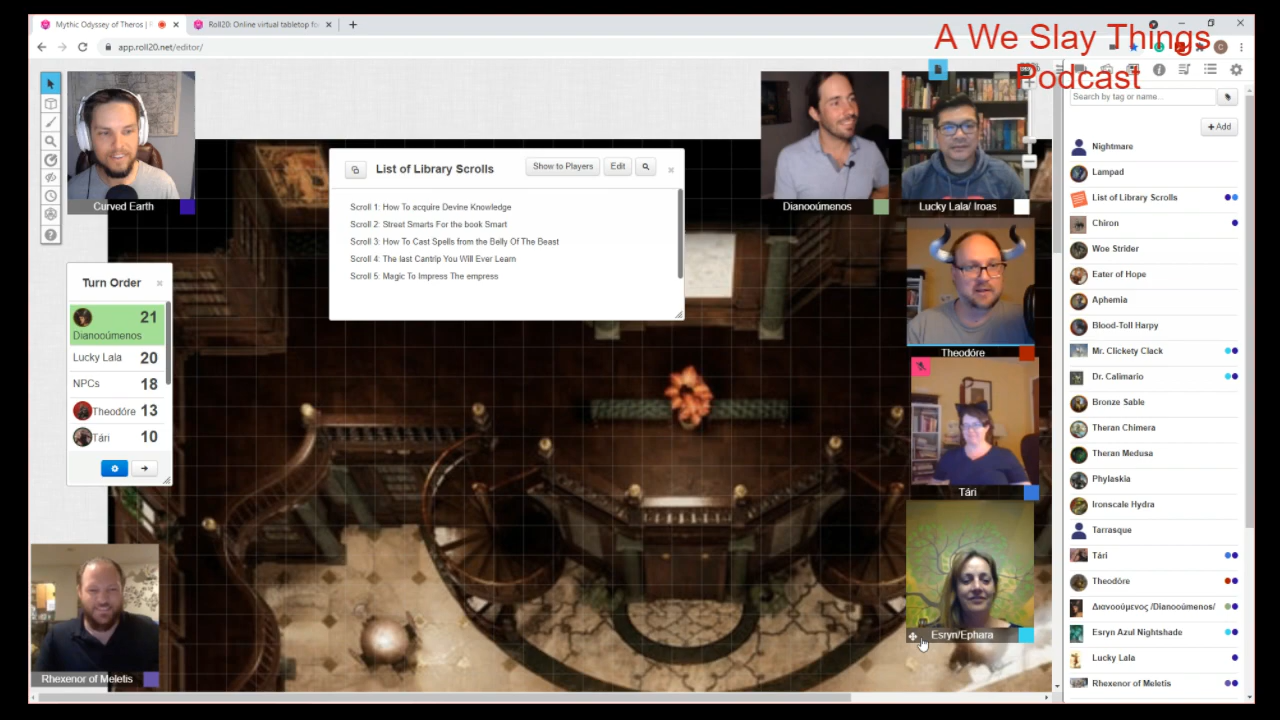 Mythic Odyssey of Theros |
Roll20: Online virtual tabletop fo
app.roll20.net/editor/
A We Slay Things
Podcast
Curved Earth
Dianooúmenos
Lucky Lala/ Iroas
Theodóre
Tári
Esryn/Ephara
Rhexenor of Meletis
List of Library Scrolls
Show to Players
Edit
Scroll 1: How To acquire Devine Knowledge
Scroll 2: Street Smarts For the book Smart
Scroll 3: How To Cast Spells from the Belly Of The Beast
Scroll 4: The last Cantrip You Will Ever Learn
Scroll 5: Magic To Impress The empress
Turn Order
21
Dianooúmenos
Lucky Lala 20
NPCs 18
Theodóre 13
Tári 10
Search by tag or name...
+ Add
Nightmare
Lampad
List of Library Scrolls
Chiron
Woe Strider
Eater of Hope
Aphemia
Blood-Toll Harpy
Mr. Clickety Clack
Dr. Calimario
Bronze Sable
Theran Chimera
Theran Medusa
Phylaskia
Ironscale Hydra
Tarrasque
Tári
Theodóre
Διανοούμενος /Dianooúmenos/
Esryn Azul Nightshade
Lucky Lala
Rhexenor of Meletis